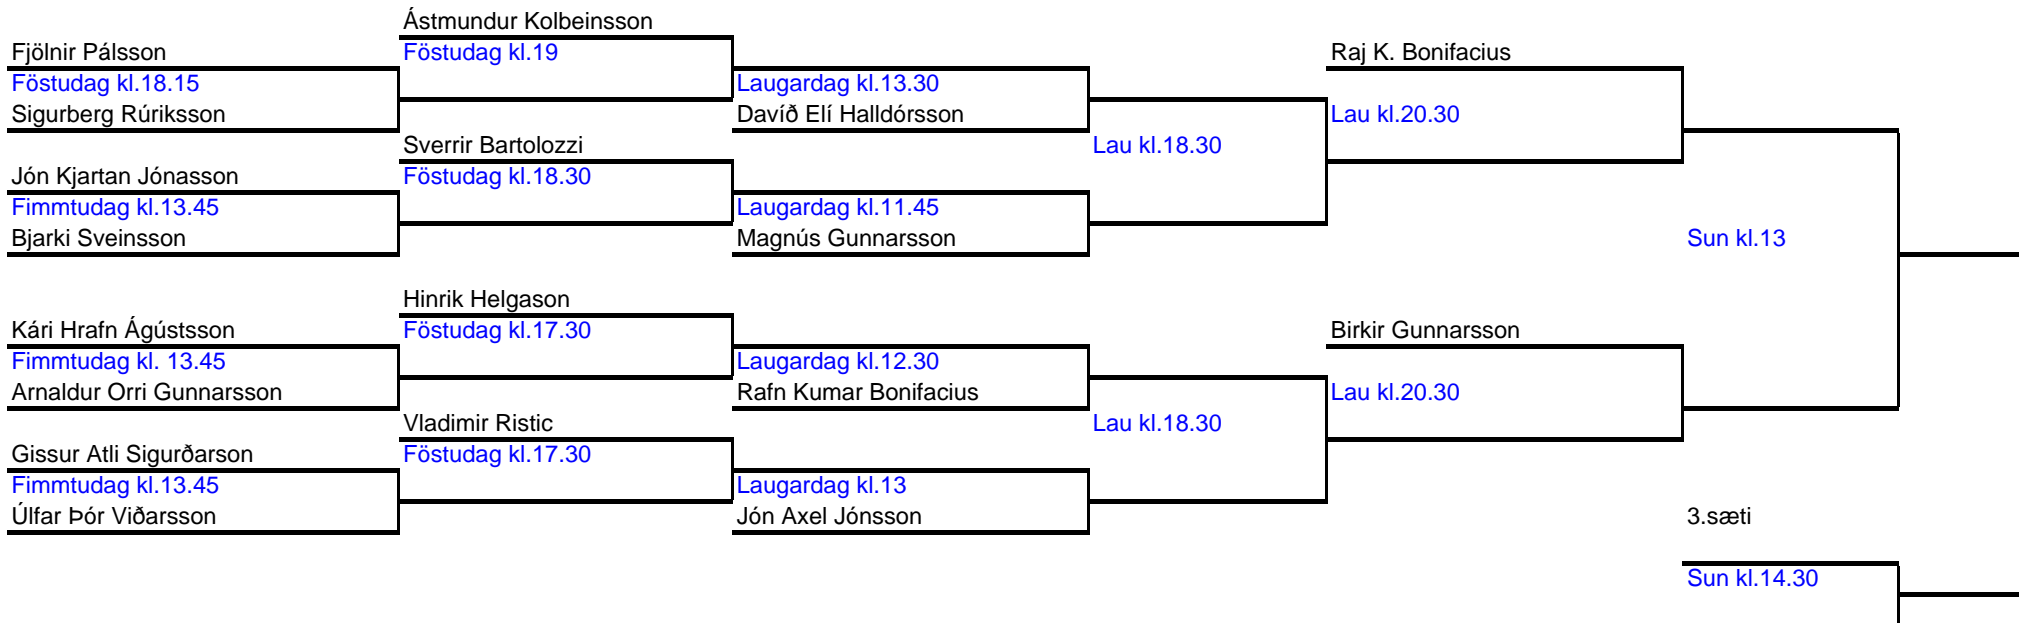 Ástmundur Kolbeinsson
Fjölnir Pálsson
Föstudag kl.19
Raj K. Bonifacius
Föstudag kl.18.15
Laugardag kl.13.30
Sigurberg Rúriksson
Davíð Elí Halldórsson
Lau kl.20.30
Sverrir Bartolozzi
Lau kl.18.30
Jón Kjartan Jónasson
Föstudag kl.18.30
Fimmtudag kl.13.45
Laugardag kl.11.45
Bjarki Sveinsson
Magnús Gunnarsson
Sun kl.13
Hinrik Helgason
Kári Hrafn Ágústsson
Föstudag kl.17.30
Birkir Gunnarsson
Fimmtudag kl. 13.45
Laugardag kl.12.30
Arnaldur Orri Gunnarsson
Rafn Kumar Bonifacius
Lau kl.20.30
Vladimir Ristic
Lau kl.18.30
Gissur Atli Sigurðarson
Föstudag kl.17.30
Fimmtudag kl.13.45
Laugardag kl.13
Úlfar Þór Viðarsson
Jón Axel Jónsson
3.sæti
Sun kl.14.30